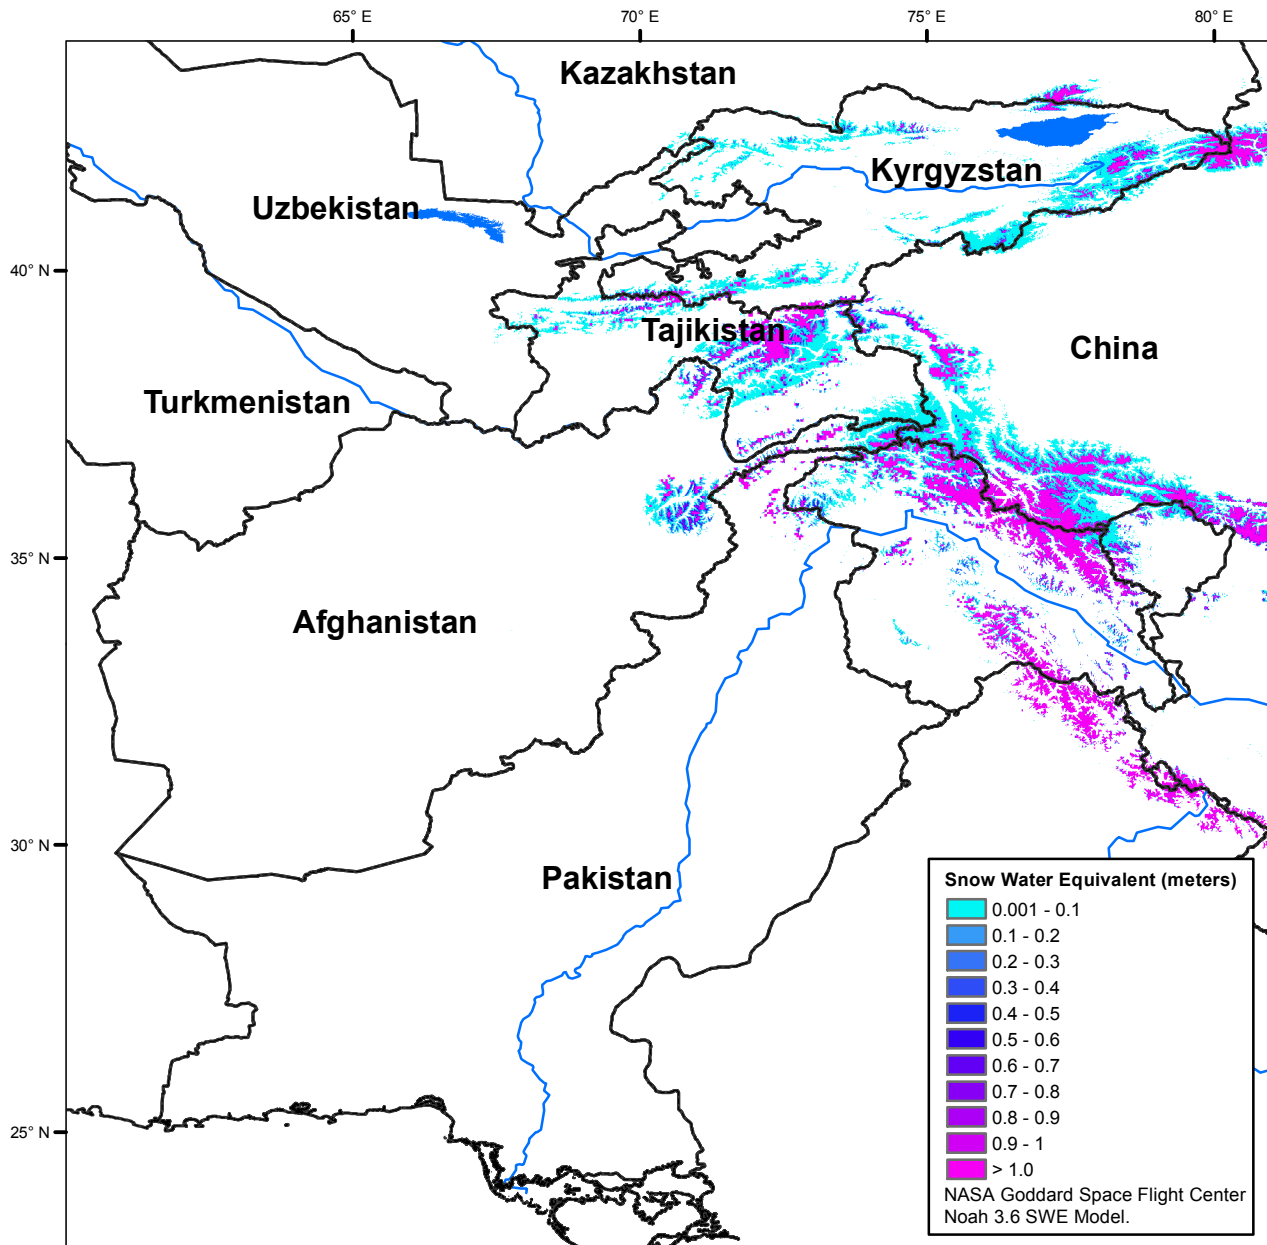 65° E 70° E 75° E 80° E
Kazakhstan
Kyrgyzstan
Uzbekistan
40° N
Tajikistan
China
Turkmenistan
35° N
Afghanistan
30° N
Pakistan
25° N
Snow Water Equivalent (meters)
0.001 - 0.1
0.1 - 0.2
0.2 - 0.3
0.3 - 0.4
0.4 - 0.5
0.5 - 0.6
0.6 - 0.7
0.7 - 0.8
0.8 - 0.9
0.9 - 1
> 1.0
NASA Goddard Space Flight Center
Noah 3.6 SWE Model.